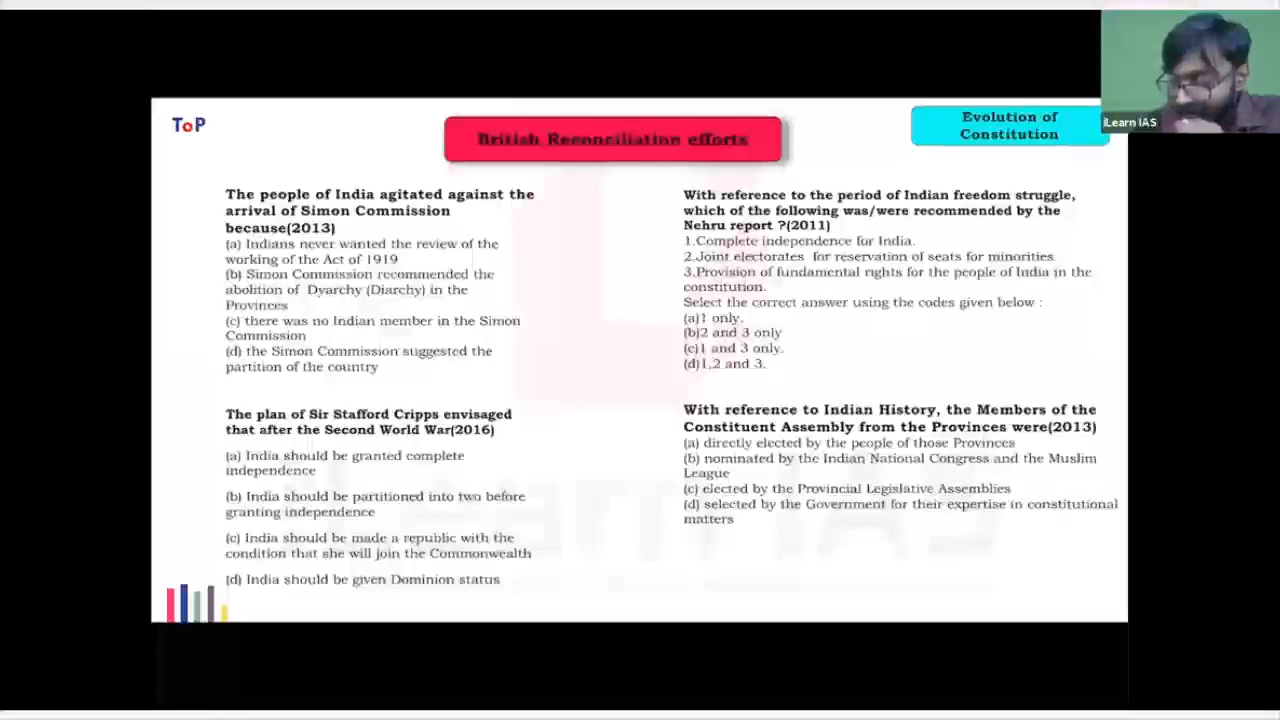 ToP
British Reconciliation efforts
Evolution of
Constitution
iLearn IAS
The people of India agitated against the
arrival of Simon Commission
because(2013)
(a) Indians never wanted the review of the
working of the Act of 1919
(b) Simon Commission recommended the
abolition of Dyarchy (Diarchy) in the
Provinces
(c) there was no Indian member in the Simon
Commission
(d) the Simon Commission suggested the
partition of the country
The plan of Sir Stafford Cripps envisaged
that after the Second World War(2016)
(a) India should be granted complete
independence
(b) India should be partitioned into two before
granting independence
(c) India should be made a republic with the
condition that she will join the Commonwealth
(d) India should be given Dominion status
With reference to the period of Indian freedom struggle,
which of the following was/were recommended by the
Nehru report ?(2011)
1.Complete independence for India.
2.Joint electorates for reservation of seats for minorities.
3.Provision of fundamental rights for the people of India in the
constitution.
Select the correct answer using the codes given below :
(a)1 only.
(b)2 and 3 only
(c)1 and 3 only.
(d)1,2 and 3.
With reference to Indian History, the Members of the
Constituent Assembly from the Provinces were(2013)
(a) directly elected by the people of those Provinces
(b) nominated by the Indian National Congress and the Muslim
League
(c) elected by the Provincial Legislative Assemblies
(d) selected by the Government for their expertise in constitutional
matters
iLearn IAS